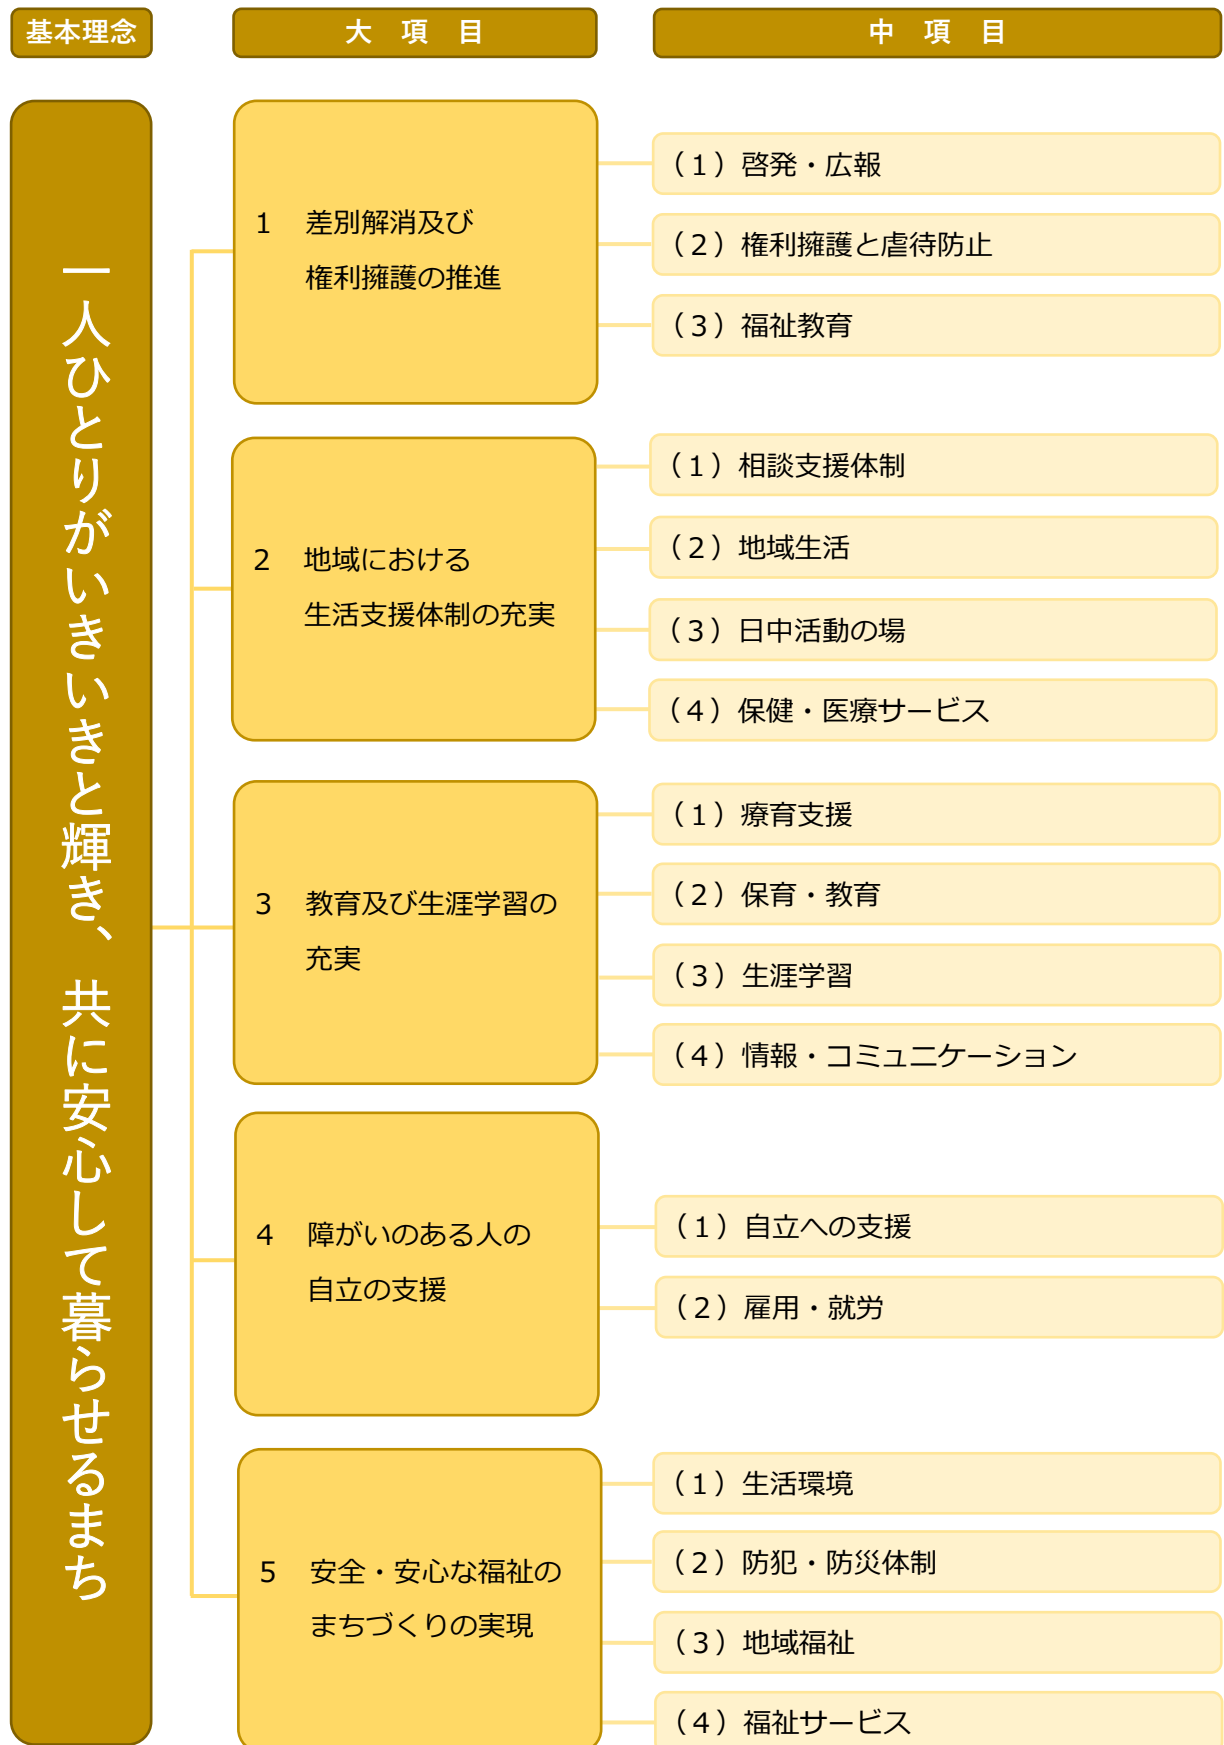 基本理念
大　項　目
中　項　目
一人ひとりがいきいきと輝き、共に安心して暮らせるまち
1　差別解消及び
権利擁護の推進
（1）啓発・広報
（2）権利擁護と虐待防止
（3）福祉教育
2　地域における
生活支援体制の充実
（1）相談支援体制
（2）地域生活
（3）日中活動の場
（4）保健・医療サービス
3　教育及び生涯学習の
充実
（1）療育支援
（2）保育・教育
（3）生涯学習
（4）情報・コミュニケーション
4　障がいのある人の
自立の支援
（1）自立への支援
（2）雇用・就労
5　安全・安心な福祉の
まちづくりの実現
（1）生活環境
（2）防犯・防災体制
（3）地域福祉
（4）福祉サービス